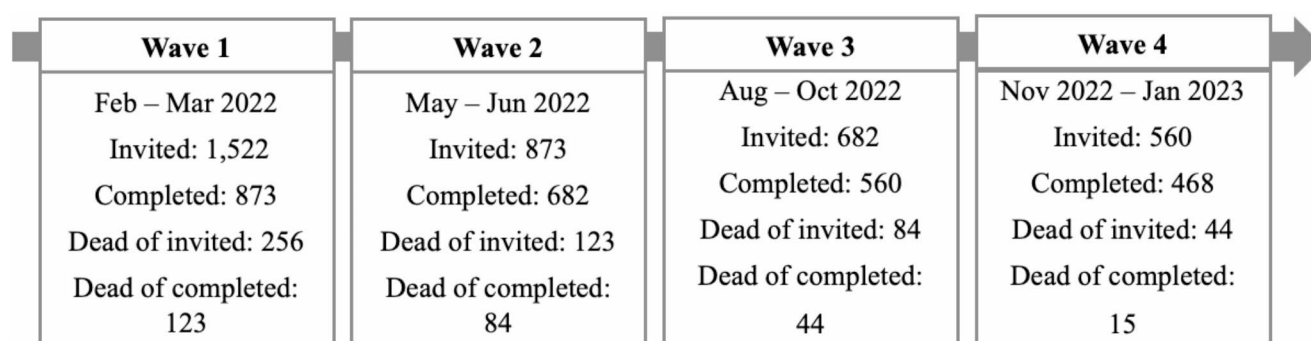 Wave 1
Feb – Mar 2022
Invited: 1,522
Completed: 873
Dead of invited: 256
Dead of completed:
123
Wave 2
May – Jun 2022
Invited: 873
Completed: 682
Dead of invited: 123
Dead of completed:
84
Wave 3
Aug – Oct 2022
Invited: 682
Completed: 560
Dead of invited: 84
Dead of completed:
44
Wave 4
Nov 2022 – Jan 2023
Invited: 560
Completed: 468
Dead of invited: 44
Dead of completed:
15